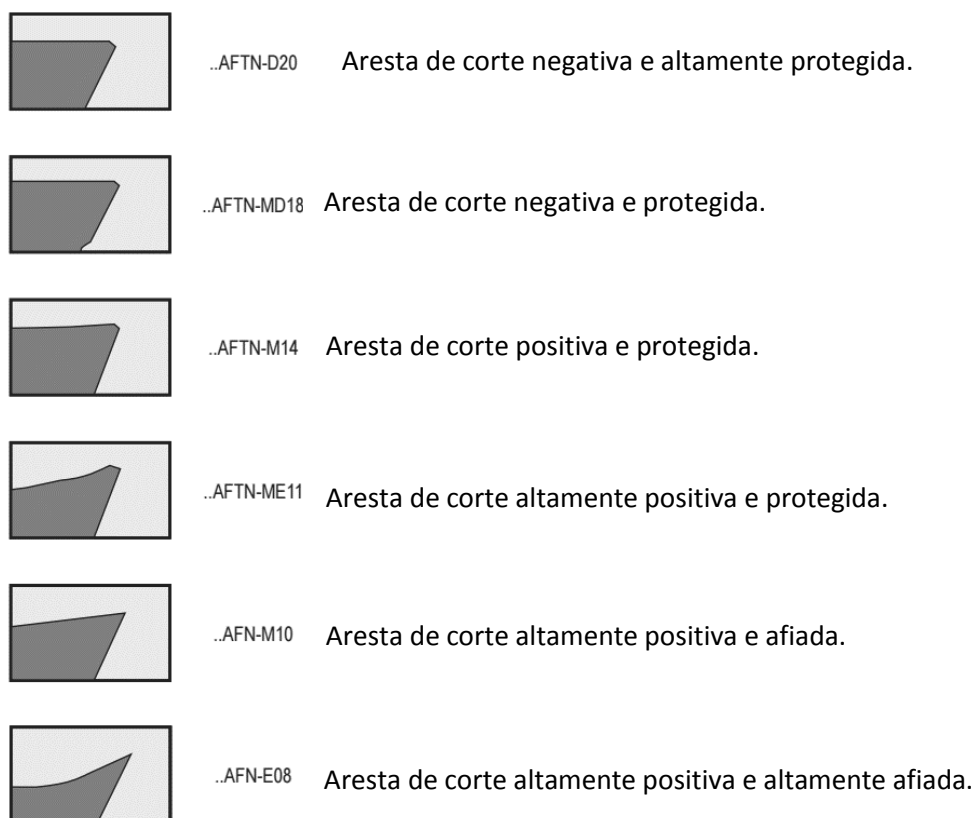 ..AFTN-D20 Aresta de corte negativa e altamente protegida.
..AFTN-MD18 Aresta de corte negativa e protegida.
..AFTN-M14 Aresta de corte positiva e protegida.
..AFTN-ME11 Aresta de corte altamente positiva e protegida.
..AFN-M10 Aresta de corte altamente positiva e afiada.
..AFN-E08 Aresta de corte altamente positiva e altamente afiada.